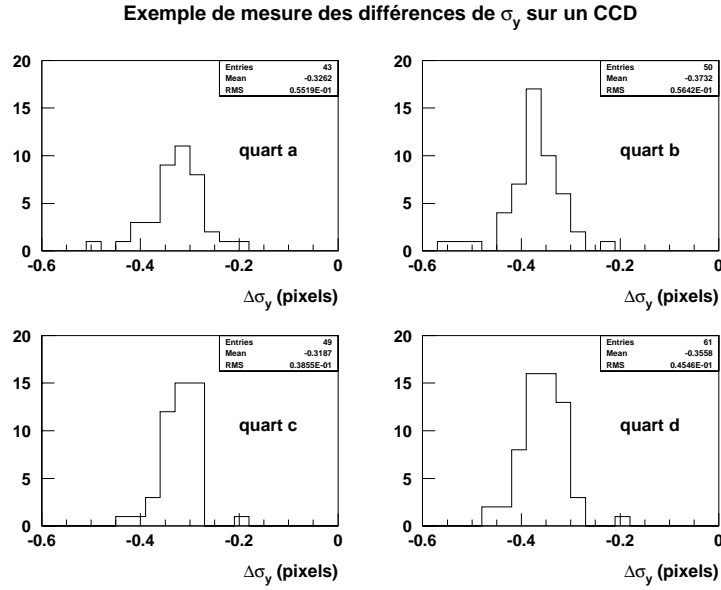 Exemple de mesure des différences de σy sur un CCD
20
15
10
5
0
Entries 43
Mean -0.3262
RMS 0.5519E-01
quart a
-0.6 -0.4 -0.2 0
Δσy (pixels)
20
15
10
5
0
Entries 50
Mean -0.3732
RMS 0.5642E-01
quart b
-0.6 -0.4 -0.2 0
Δσy (pixels)
20
15
10
5
0
Entries 49
Mean -0.3187
RMS 0.3855E-01
quart c
-0.6 -0.4 -0.2 0
Δσy (pixels)
20
15
10
5
0
Entries 61
Mean -0.3558
RMS 0.4546E-01
quart d
-0.6 -0.4 -0.2 0
Δσy (pixels)